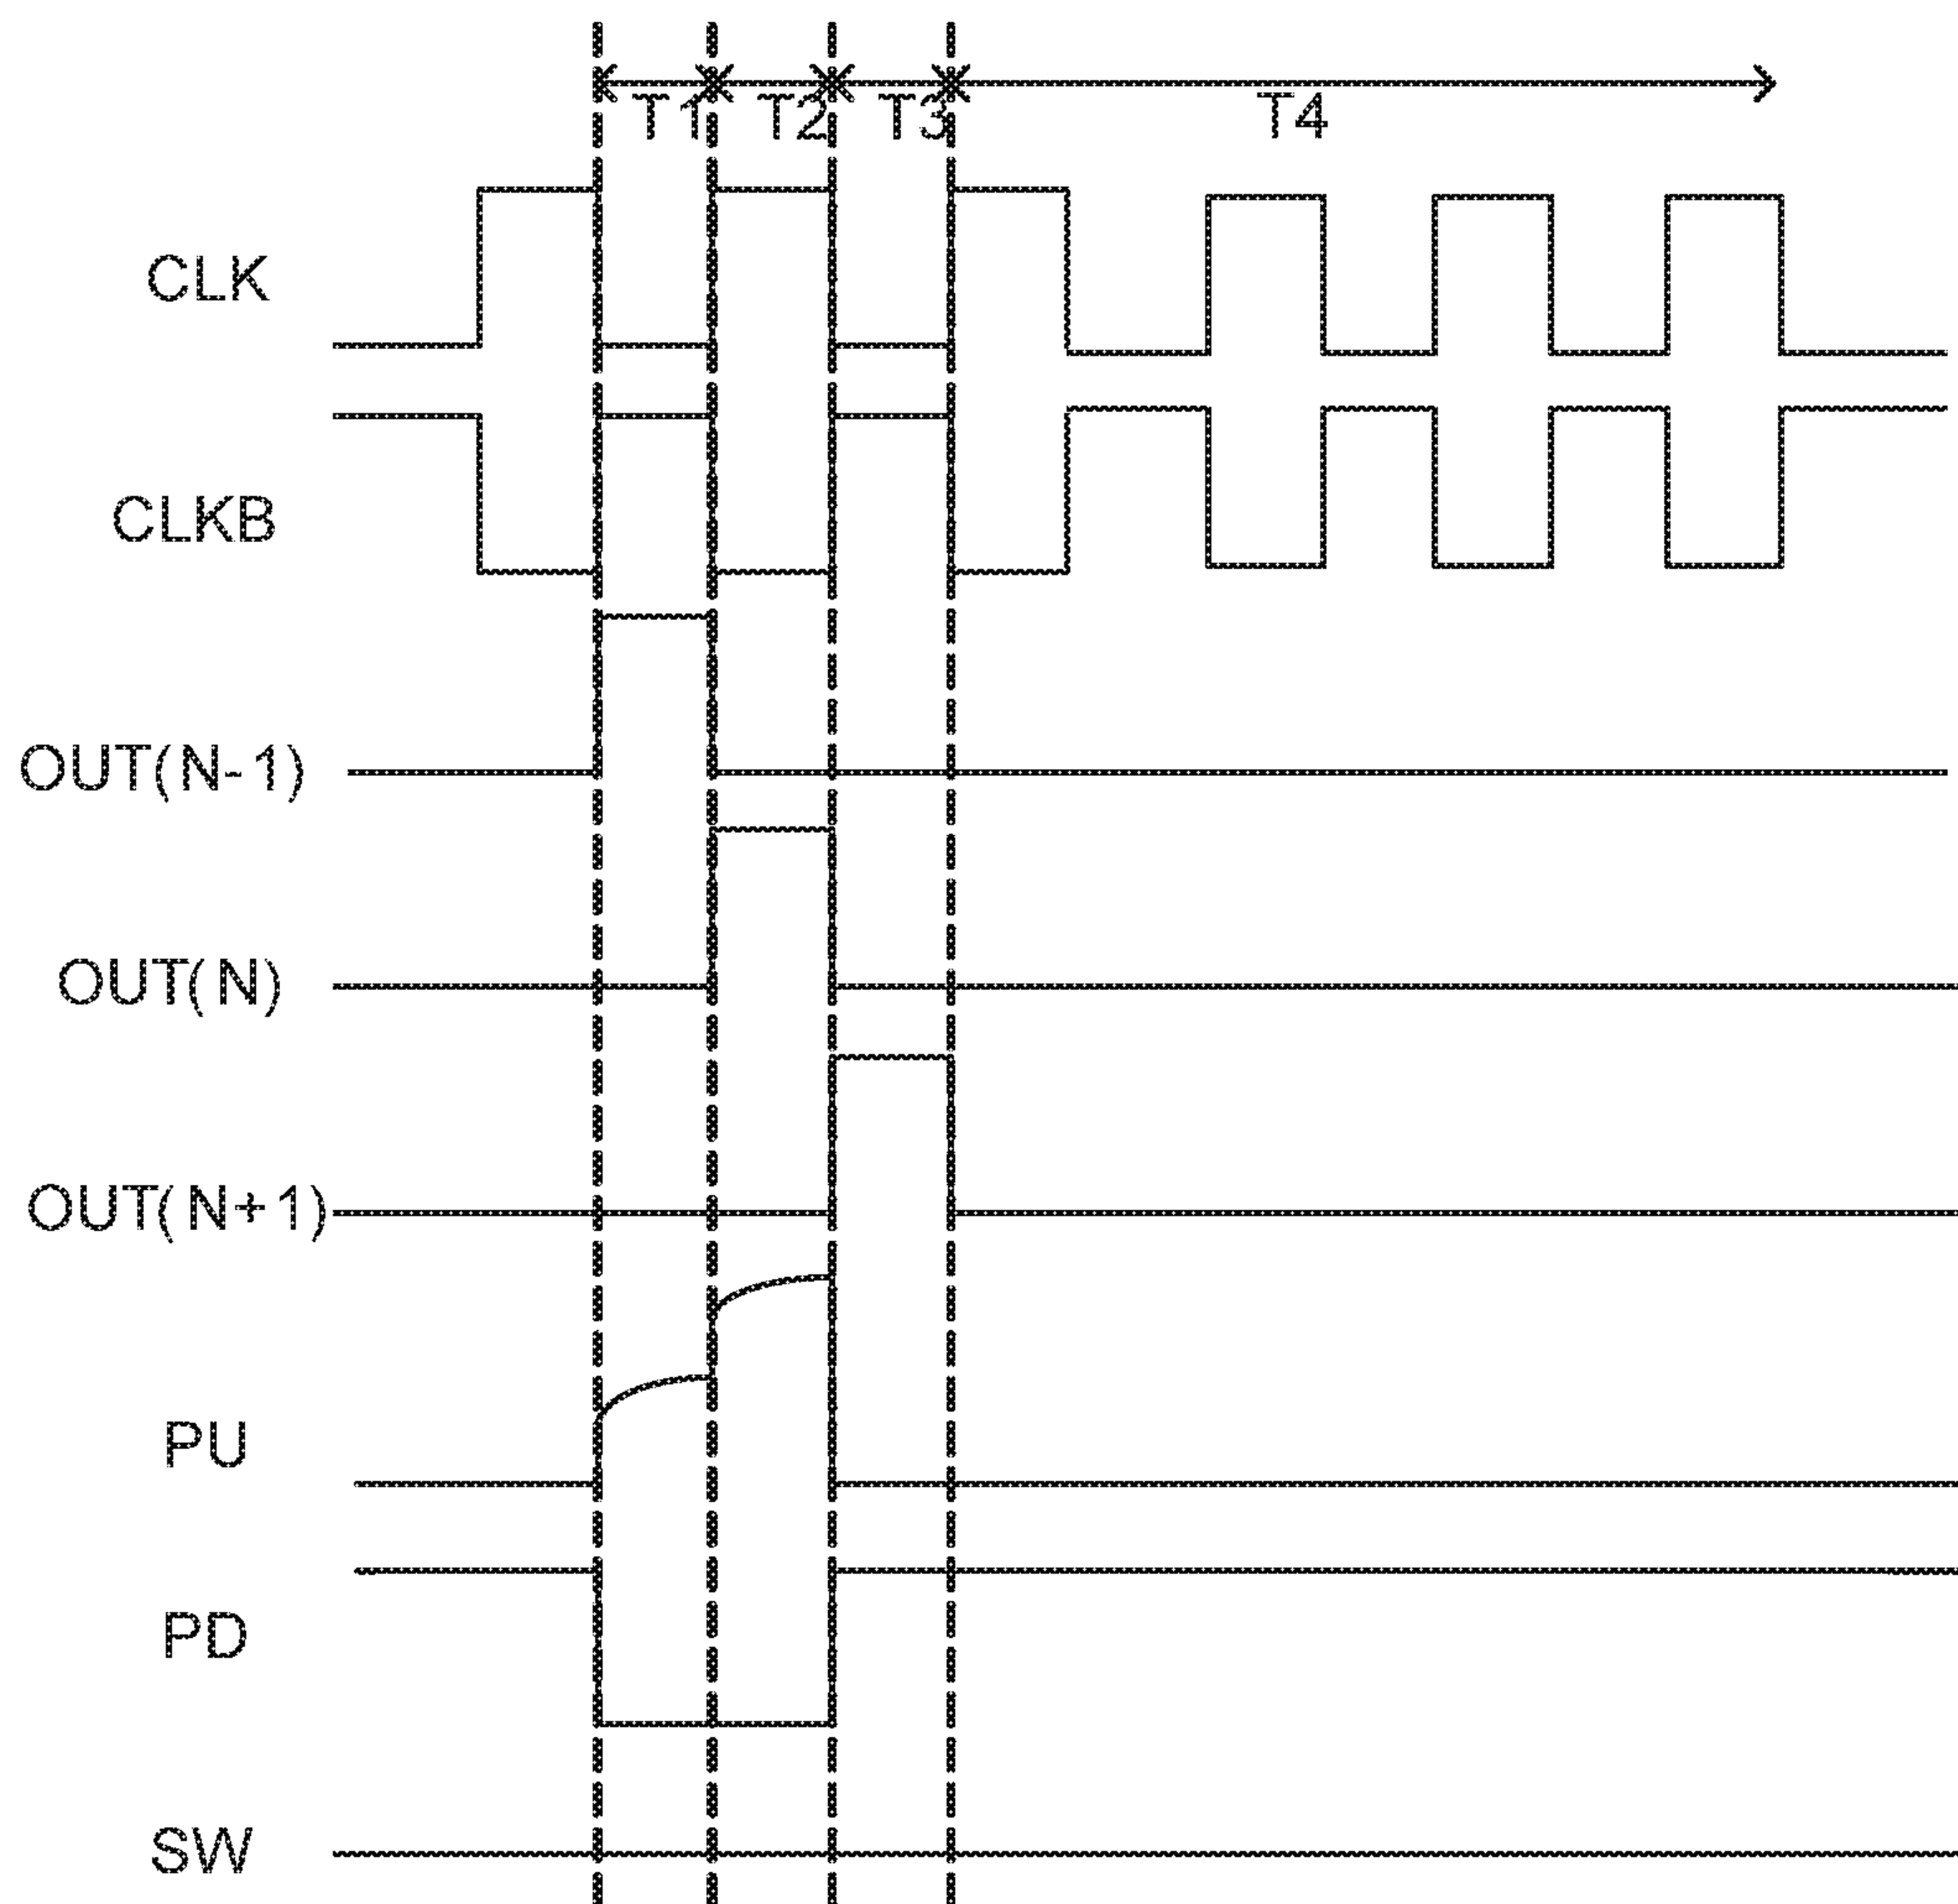 T1 T2 T3 T4
CLK
CLKB
OUT(N-1)
OUT(N)
OUT(N+1)
PU
PD
SW